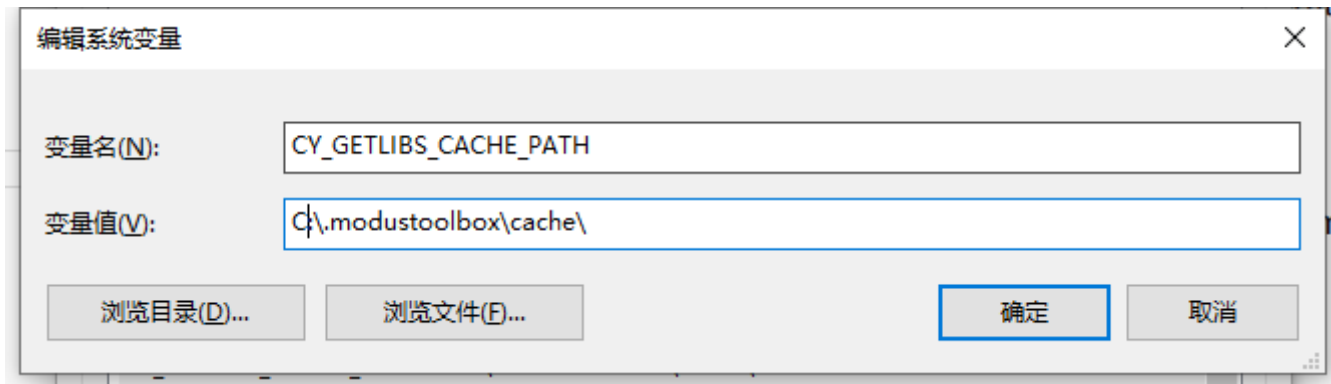 编辑系统变量
变量名(N): CY_GETLIBS_CACHE_PATH
变量值(V): C:\.modustoolbox\cache\
浏览目录(D)... 浏览文件(F)... 确定 取消